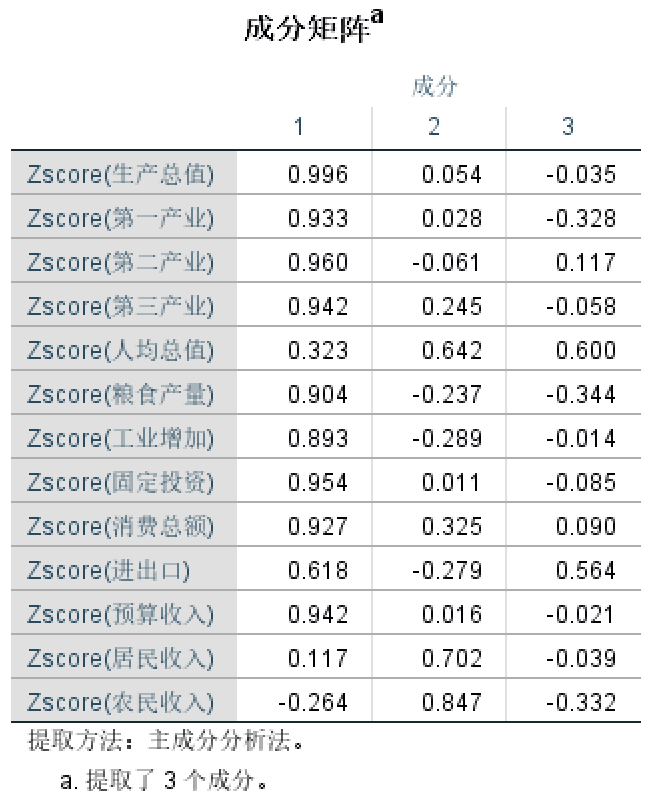 成分矩阵a
成分
1 2 3
Zscore(生产总值) 0.996 0.054 -0.035
Zscore(第一产业) 0.933 0.028 -0.328
Zscore(第二产业) 0.960 -0.061 0.117
Zscore(第三产业) 0.942 0.245 -0.058
Zscore(人均总值) 0.323 0.642 0.600
Zscore(粮食产量) 0.904 -0.237 -0.344
Zscore(工业增加) 0.893 -0.289 -0.014
Zscore(固定投资) 0.954 0.011 -0.085
Zscore(消费总额) 0.927 0.325 0.090
Zscore(进出口) 0.618 -0.279 0.564
Zscore(预算收入) 0.942 0.016 -0.021
Zscore(居民收入) 0.117 0.702 -0.039
Zscore(农民收入) -0.264 0.847 -0.332
提取方法：主成分分析法。
a. 提取了 3 个成分。